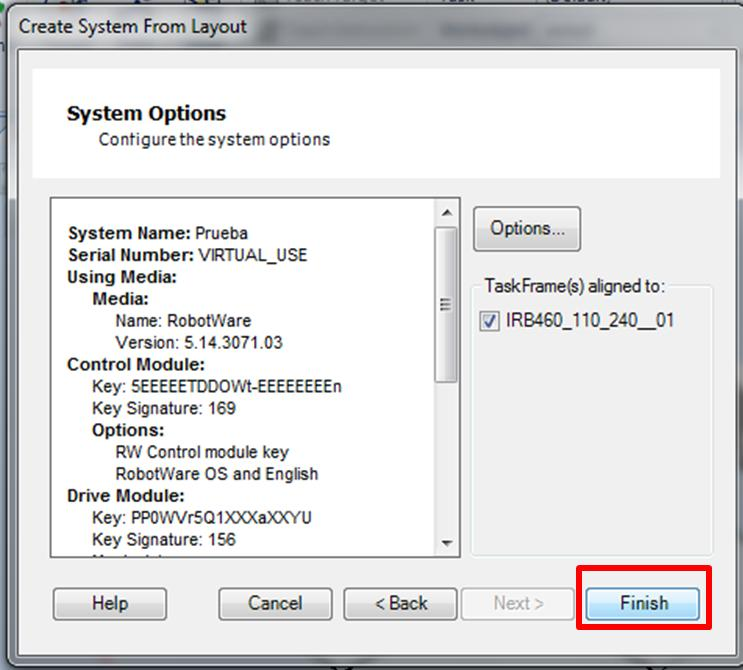 Create System From Layout
System Options
Configure the system options
System Name: Prueba
Serial Number: VIRTUAL_USE
Using Media:
Media:
Name: RobotWare
Version: 5.14.3071.03
Control Module:
Key: 5EEEEETDDOWt-EEEEEEEEn
Key Signature: 169
Options:
RW Control module key
RobotWare OS and English
Drive Module:
Key: PP0WVr5Q1XXXaXXYU
Key Signature: 156
Options...
TaskFrame(s) aligned to:
IRB460_110_240__01
Help
Cancel
< Back
Next >
Finish